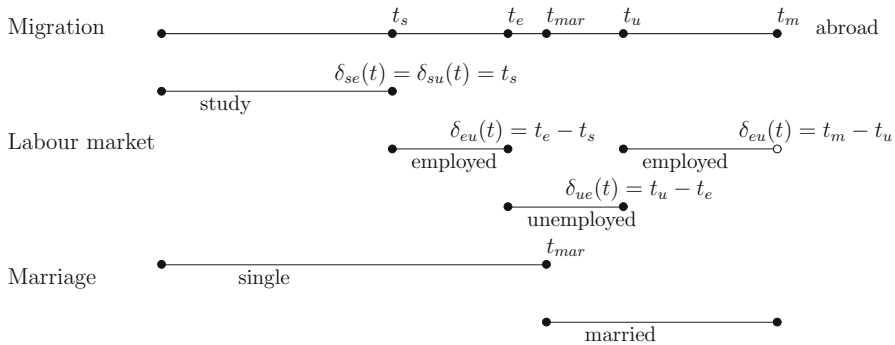 Migration
t_s t_e t_mar t_u t_m abroad
δ_se(t) = δ_su(t) = t_s
study
Labour market
δ_eu(t) = t_e − t_s δ_eu(t) = t_m − t_u
employed employed
δ_ue(t) = t_u − t_e
unemployed
t_mar
Marriage
single
married